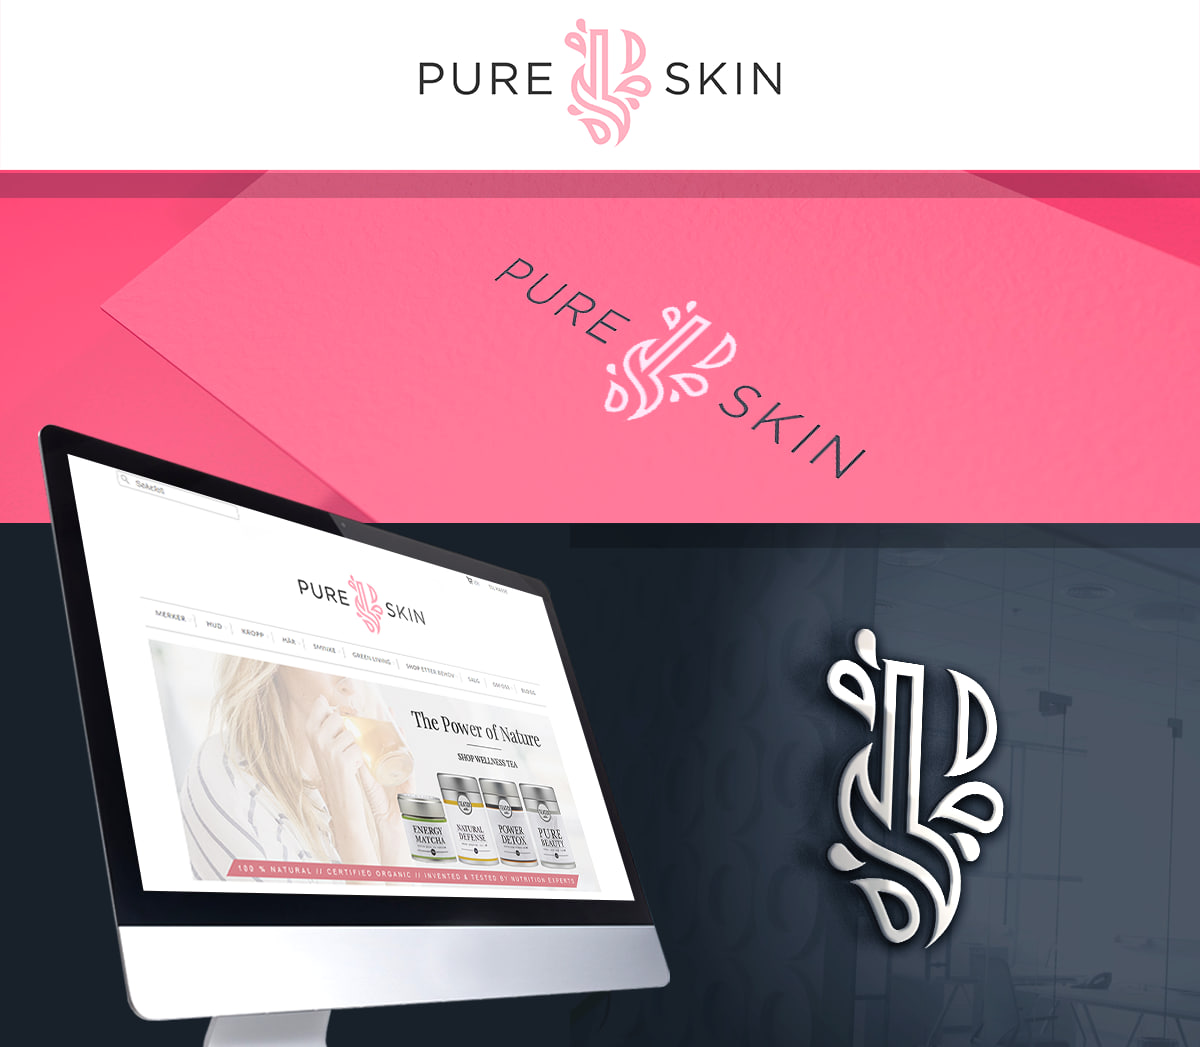 PURE SKIN
PURE SKIN
PURE SKIN
MERKER HUD KROPP HÅR SMINKE GREEN LIVING SHOP ETTER BEHOV SALG OM OSS BLOGG
The Power of Nature
SHOP WELLNESS TEA
ENERGY MATCHA
NATURAL DEFENSE
POWER DETOX
PURE BEAUTY
100 % NATURAL // CERTIFIED ORGANIC // INVENTED & TESTED BY NUTRITION EXPERTS